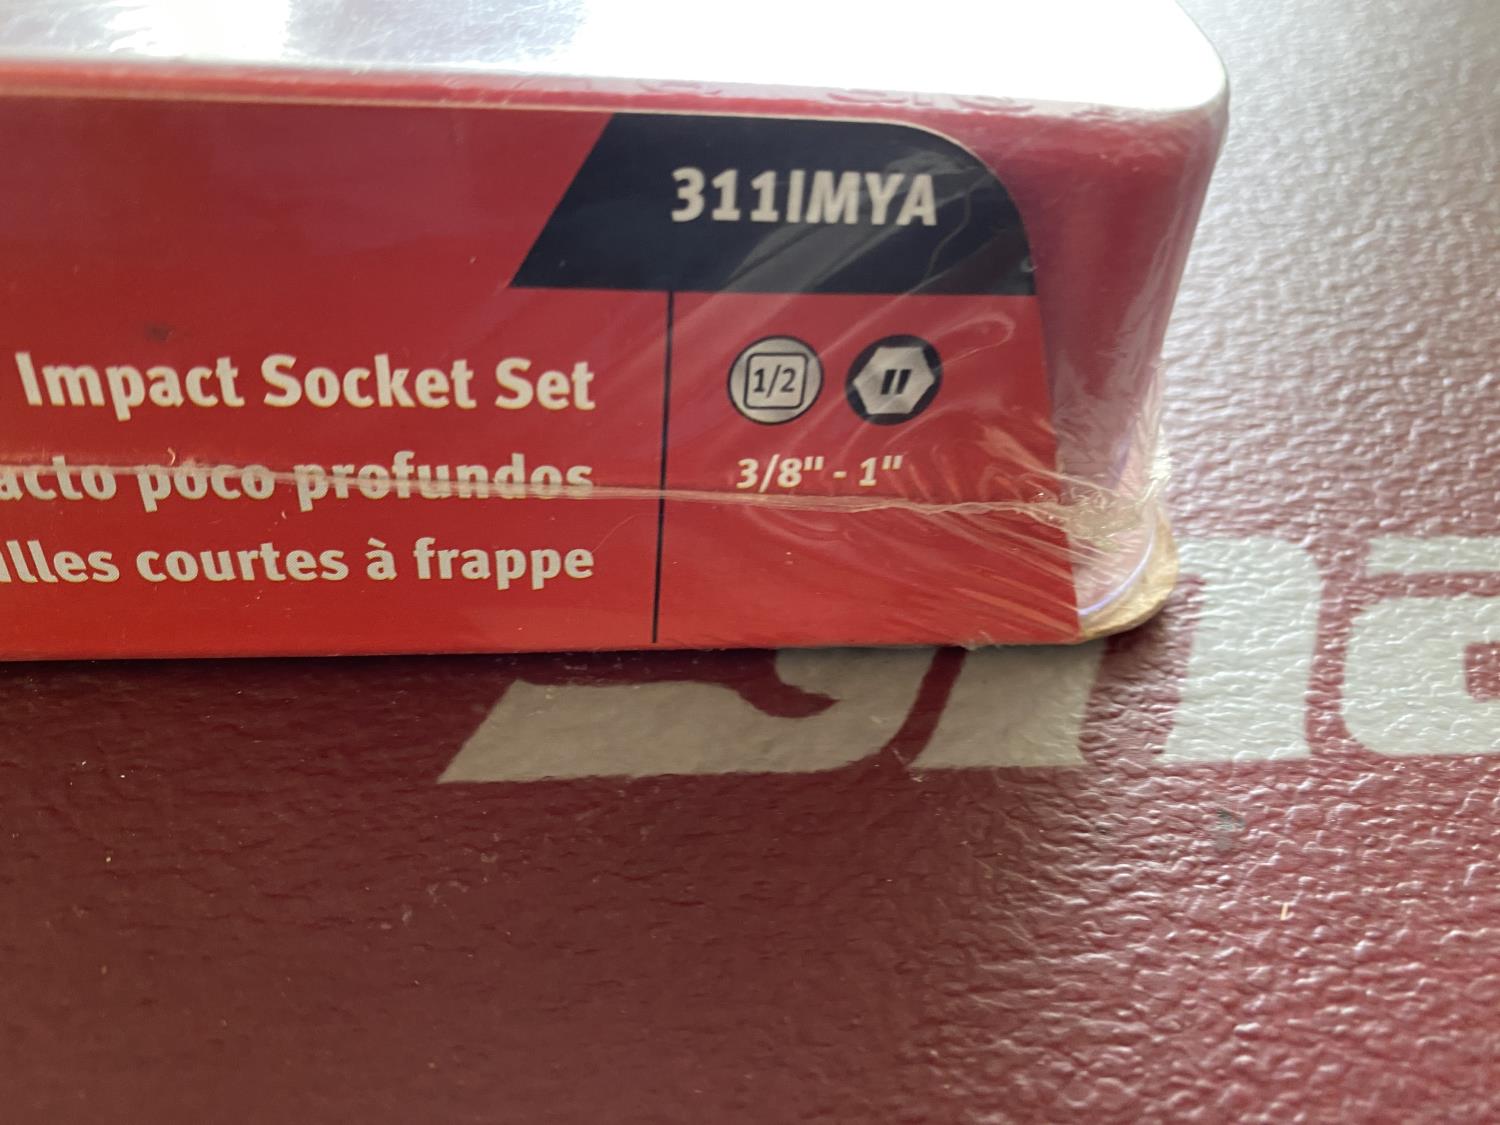 311IMYA
Impact Socket Set
1/2 "
3/8" - 1"
acto poco profundos
illes courtes à frappe